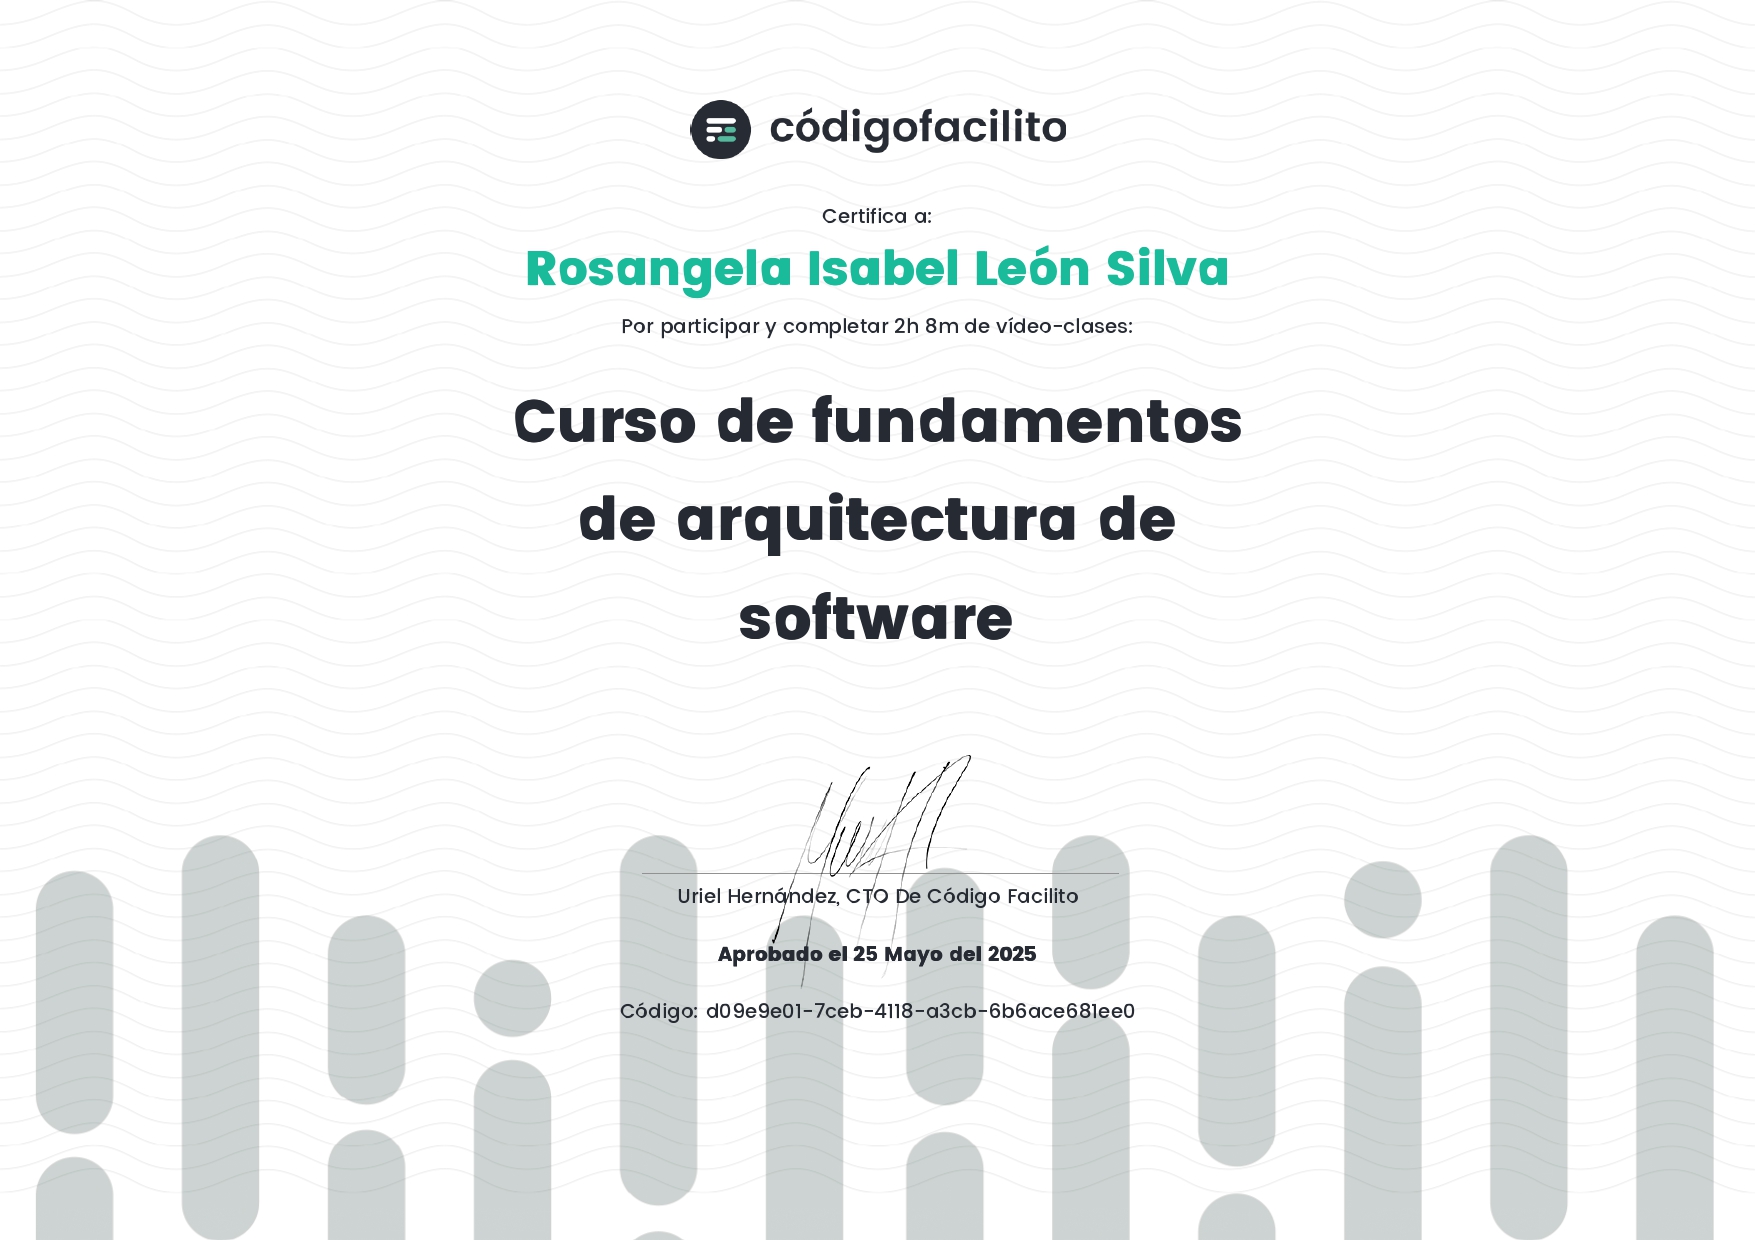 códigofacilito
Certifica a:
Rosangela Isabel León Silva
Por participar y completar 2h 8m de vídeo-clases:
Curso de fundamentos
de arquitectura de
software
Uriel Hernández, CTO De Código Facilito
Aprobado el 25 Mayo del 2025
Código: d09e9e01-7ceb-4118-a3cb-6b6ace681ee0